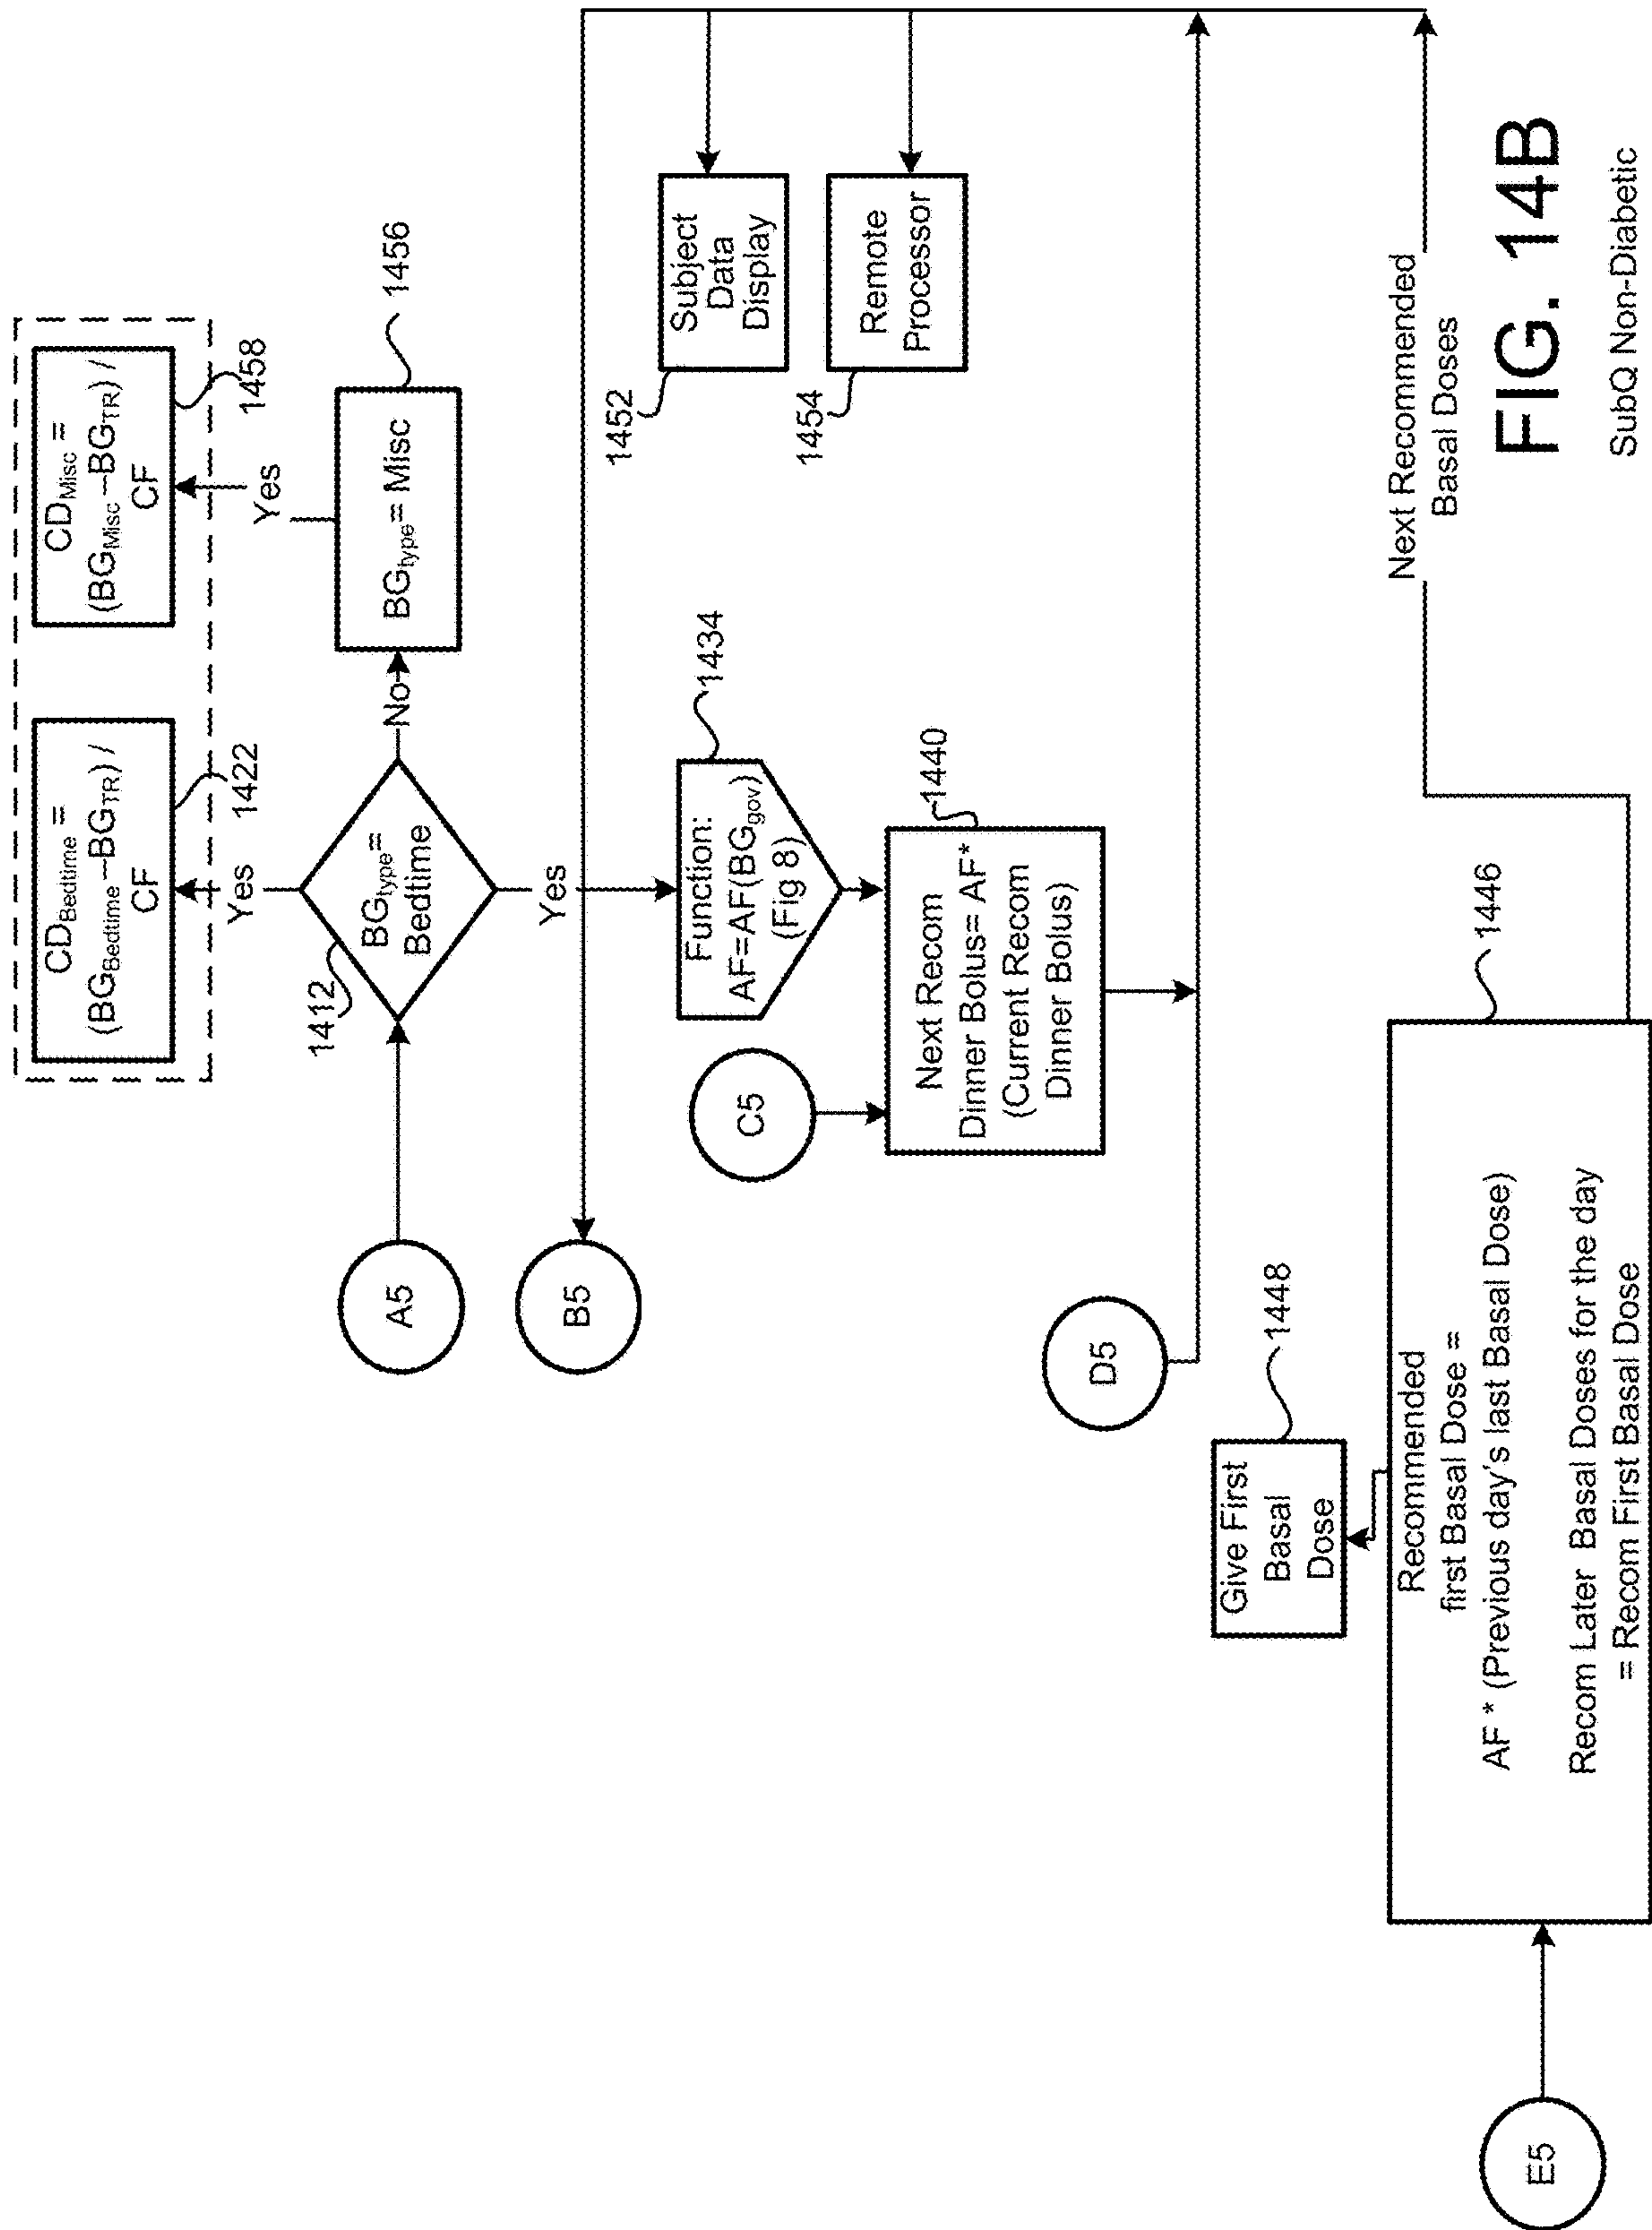 CD_Bedtime =
(BG_Bedtime—BG_TR) /
CF
1422
CD_Misc =
(BG_Misc—BG_TR) /
CF
1458
Yes
Yes
A5
1412
BG_type=
Bedtime
No
BG_type= Misc
1456
Yes
B5
C5
Function:
AF=AF(BG_gov)
(Fig 8)
1434
1452
Subject
Data
Display
1454
Remote
Processor
Next Recom
Dinner Bolus= AF*
(Current Recom
Dinner Bolus)
1440
D5
Give First
Basal
Dose
1448
E5
Recommended
first Basal Dose =
AF * (Previous day's last Basal Dose)
Recom Later Basal Doses for the day
= Recom First Basal Dose
1446
Next Recommended
Basal Doses
FIG. 14B
SubQ Non-Diabetic